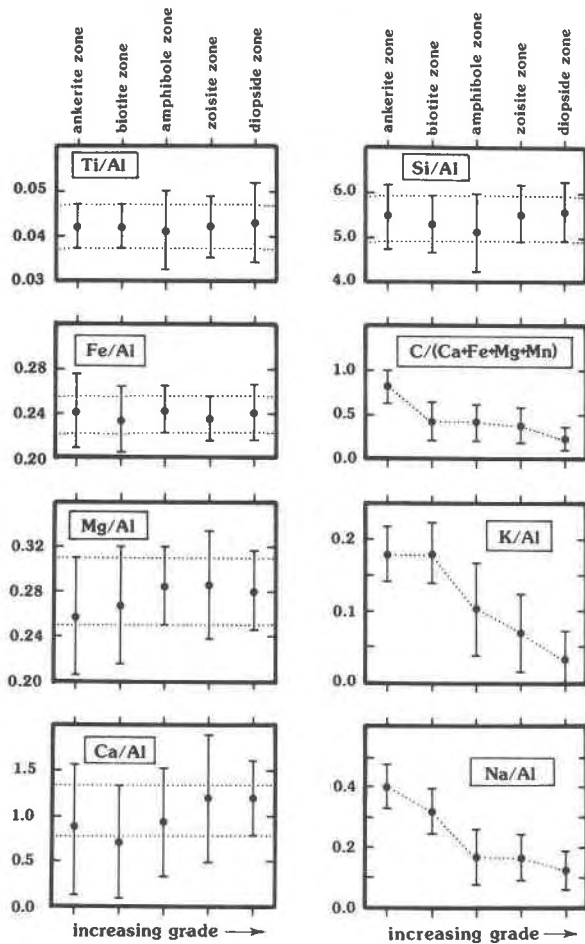 ankerite zone
biotite zone
amphibole zone
zoisite zone
diopside zone
Ti/Al
0.05
0.04
0.03
Fe/Al
0.28
0.24
0.20
Mg/Al
0.32
0.28
0.24
0.20
Ca/Al
1.5
1.0
0.5
0.0
increasing grade →
ankerite zone
biotite zone
amphibole zone
zoisite zone
diopside zone
Si/Al
6.0
5.0
4.0
C/(Ca+Fe+Mg+Mn)
1.0
0.5
0.0
K/Al
0.2
0.1
0.0
Na/Al
0.4
0.2
0.0
increasing grade →